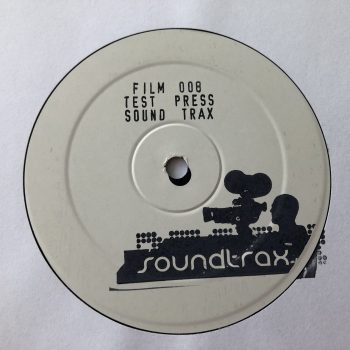 FILM 008
TEST PRESS
SOUND TRAX
soundtrax